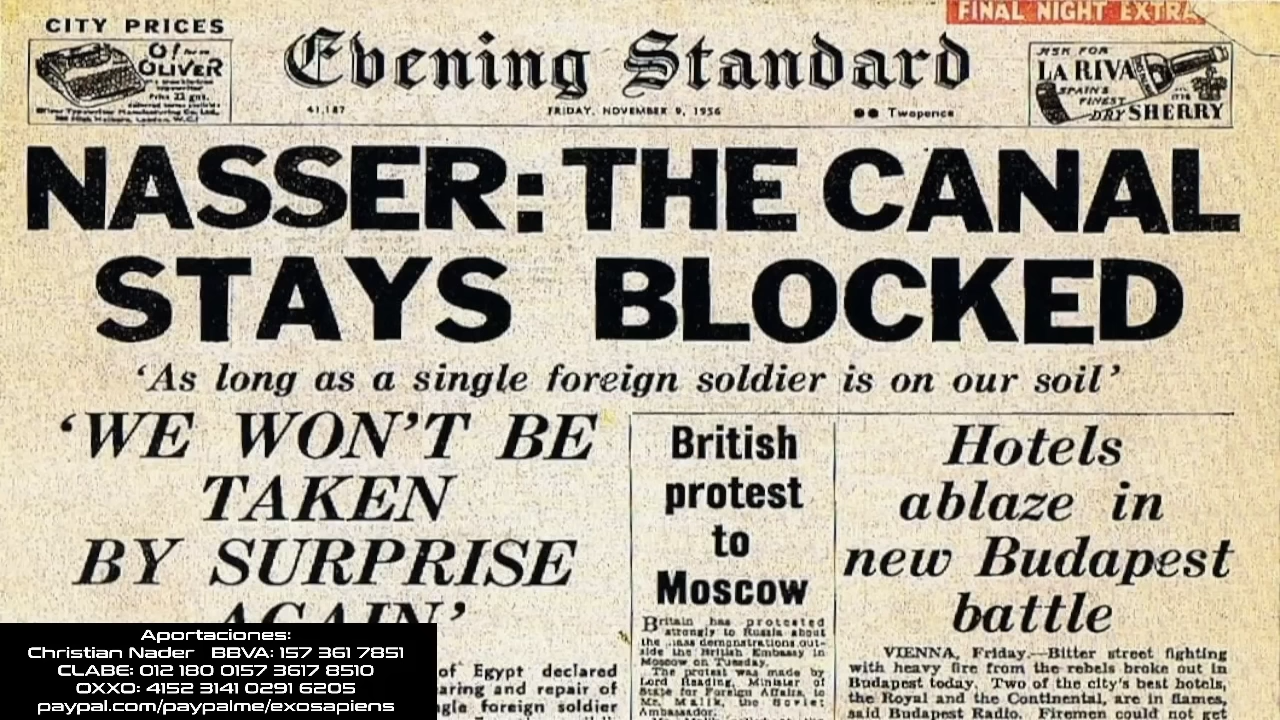 FINAL NIGHT EXTRA
CITY PRICES
OLIVER
Evening Standard
ASK FOR
LA RIVA
SPAIN'S
FINEST
DRY SHERRY
41,187
FRIDAY, NOVEMBER 9, 1956
Twopence
NASSER: THE CANAL
STAYS BLOCKED
‘As long as a single foreign soldier is on our soil’
‘WE WON’T BE
TAKEN
BY SURPRISE
AGAIN’
of Egypt declared
aring and repair of
ngle foreign soldier
British
protest
to
Moscow
Britain has protested
strongly to Russia about
the mass demonstrations out-
side the British Embassy in
Moscow on Tuesday.
The protest was made by
Lord Reading, Minister of
State for Foreign Affairs, to
Mr. Malik, the Soviet
Ambassador.
Hotels
ablaze in
new Budapest
battle
VIENNA, Friday.—Bitter street fighting
with heavy fire from the rebels broke out in
Budapest today. Two of the city's best hotels,
the Royal and the Continental, are in flames,
said Budapest Radio. Firemen could not get
Aportaciones:
Christian Nader BBVA: 157 361 7851
CLABE: 012 180 0157 3617 8510
OXXO: 4152 3141 0291 6205
paypal.com/paypalme/exosapiens